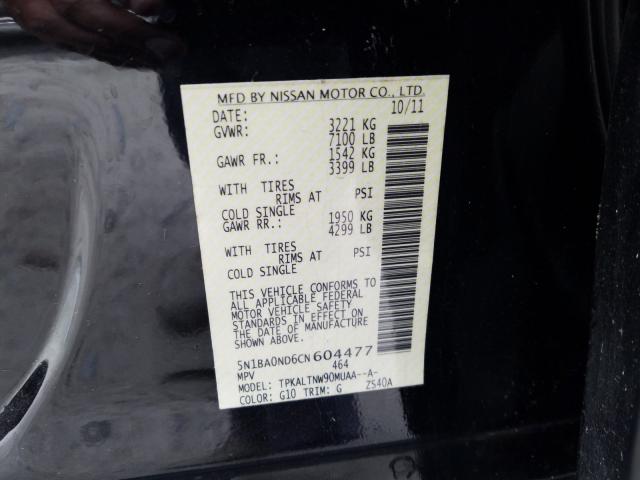 MFD BY NISSAN MOTOR CO., LTD.
DATE: 10/11
GVWR: 3221 KG
7100 LB
GAWR FR.: 1542 KG
3399 LB
WITH TIRES
RIMS AT PSI
COLD SINGLE
GAWR RR.: 1950 KG
4299 LB
WITH TIRES
RIMS AT PSI
COLD SINGLE
THIS VEHICLE CONFORMS TO
ALL APPLICABLE FEDERAL
MOTOR VEHICLE SAFETY
STANDARDS IN EFFECT ON
THE DATE OF MANUFACTURE
SHOWN ABOVE.
5N1BA0ND6CN604477
MPV 464
MODEL: TPKALTNW90MUAA--A-
COLOR: G10 TRIM: G ZS40A